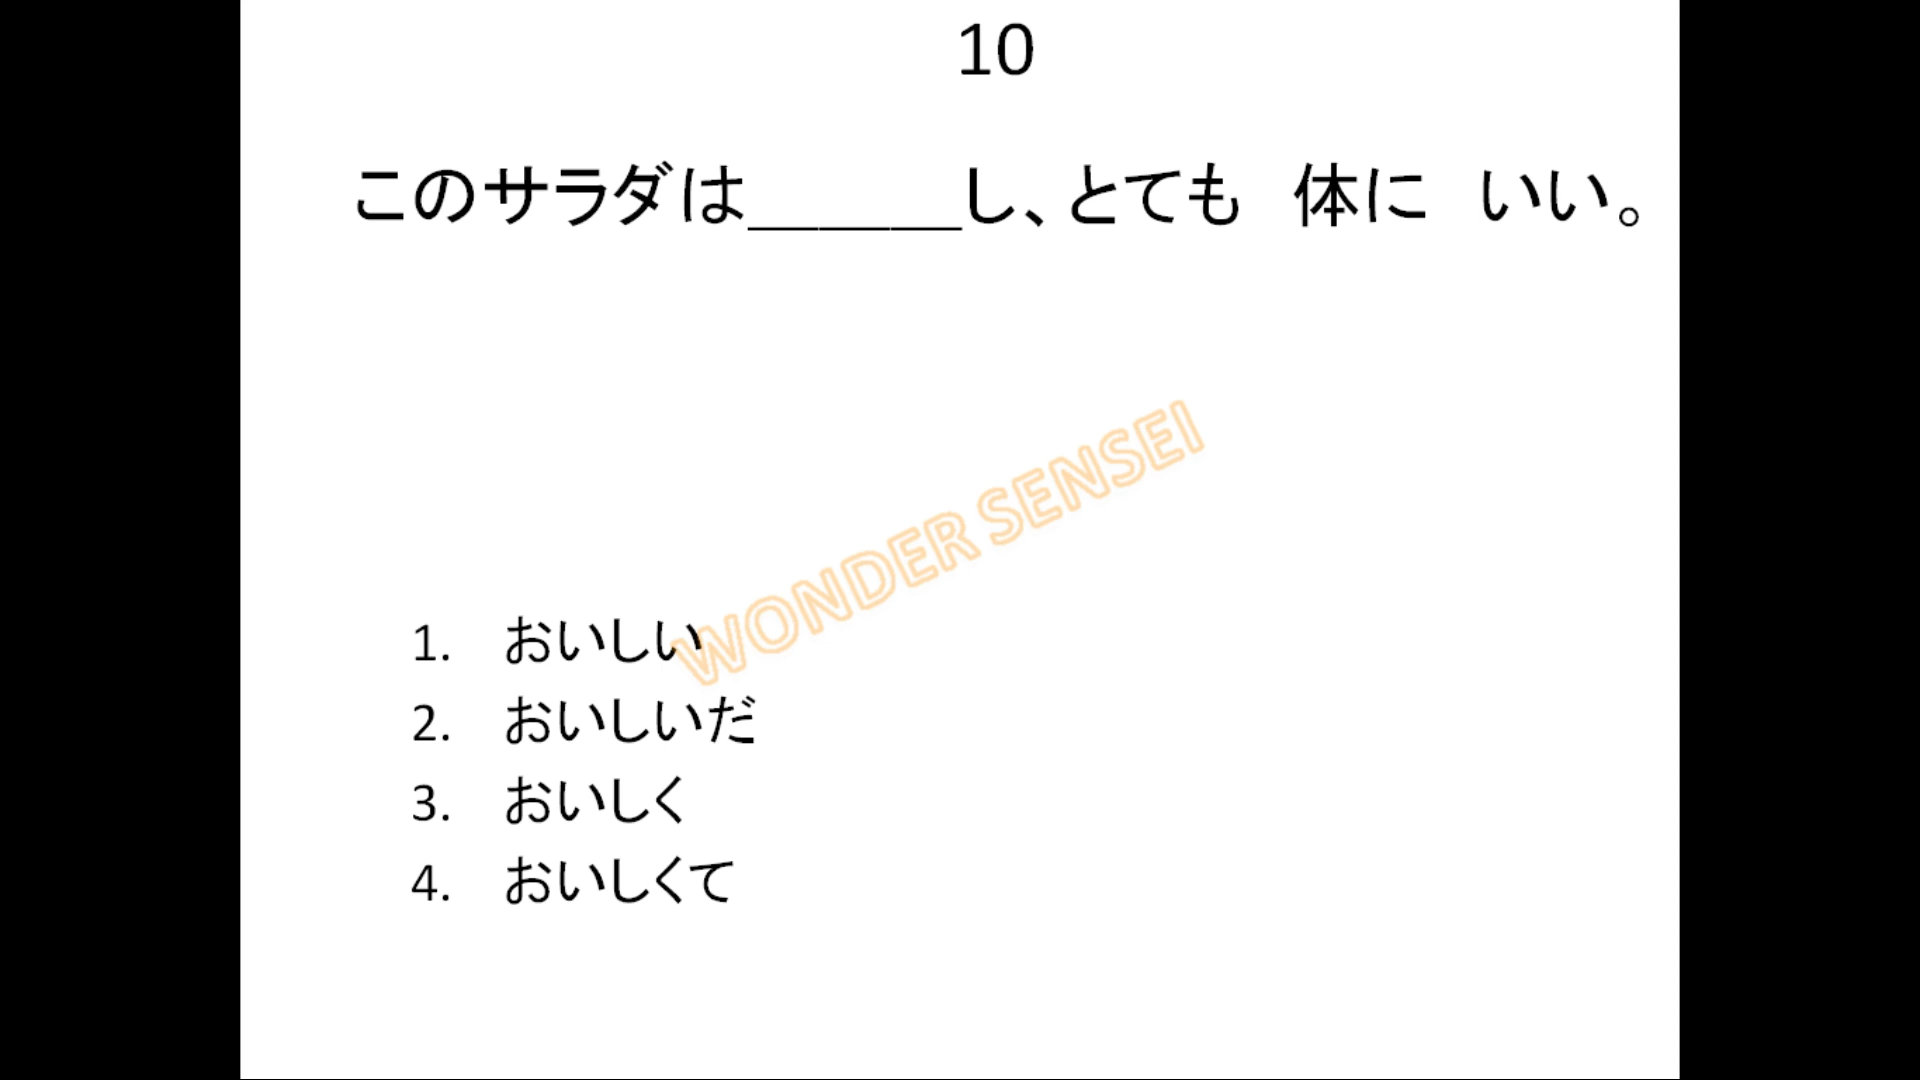 10
このサラダは______し、とても　体に　いい。
WONDER SENSEI
1. おいしい
2. おいしいだ
3. おいしく
4. おいしくて